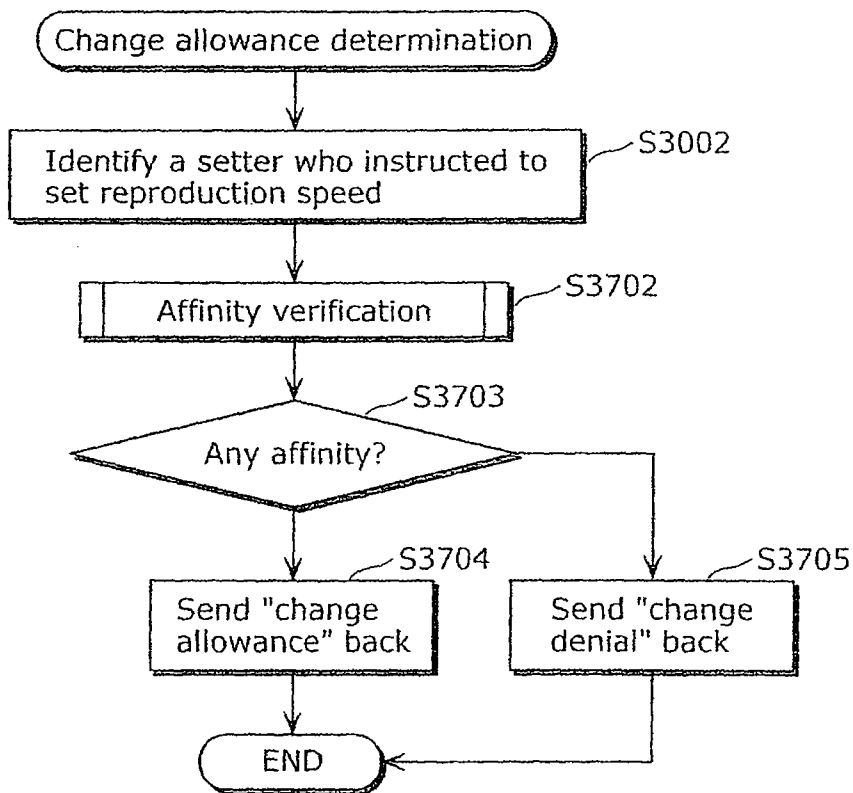 Change allowance determination
S3002
Identify a setter who instructed to
set reproduction speed
S3702
Affinity verification
S3703
Any affinity?
S3704
Send "change
allowance" back
S3705
Send "change
denial" back
END